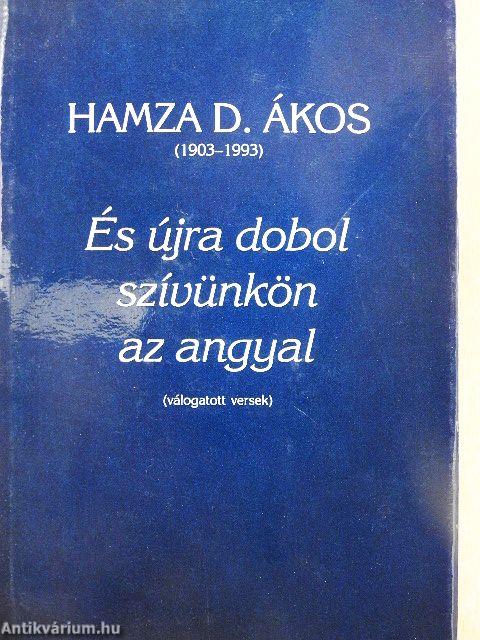 HAMZA D. ÁKOS
(1903–1993)
És újra dobol
szívünkön
az angyal
(válogatott versek)
Antikvárium.hu